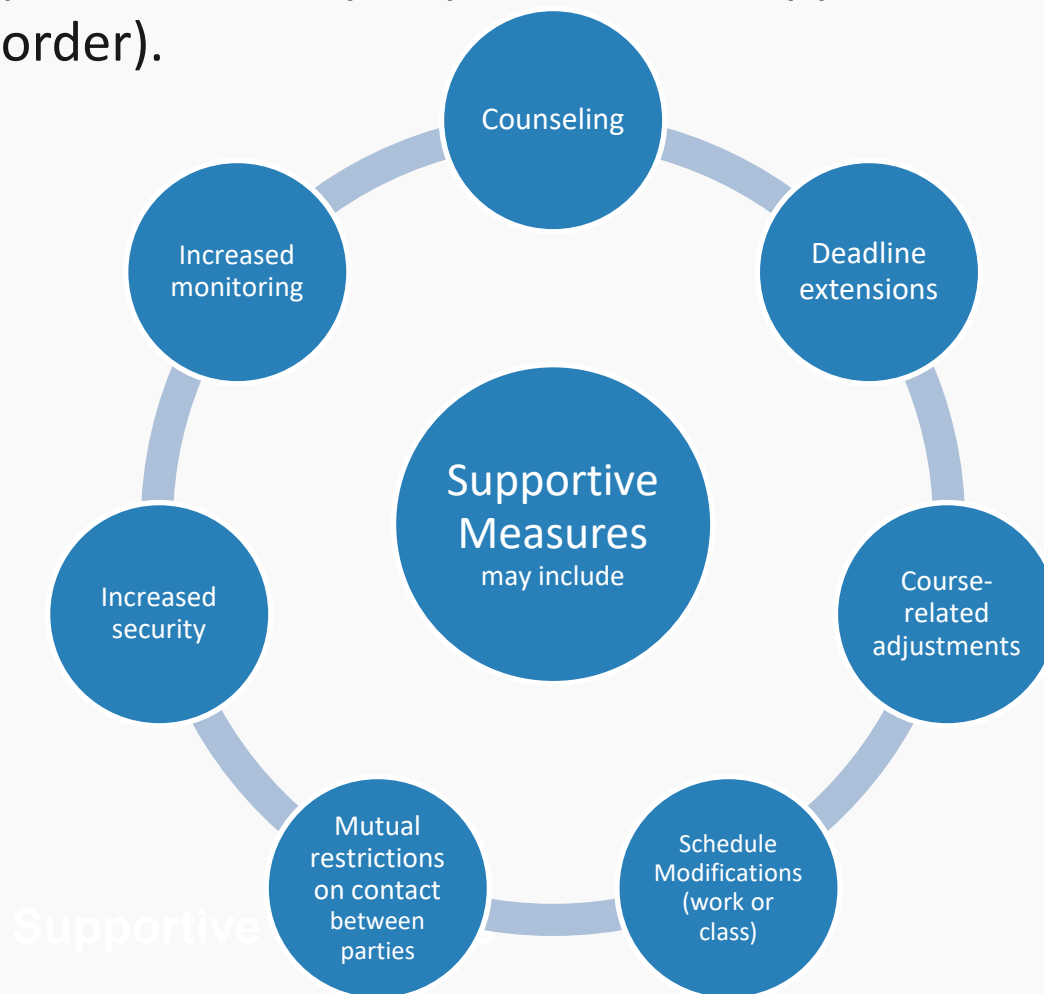 order).
Counseling
Deadline
extensions
Course-
related
adjustments
Schedule
Modifications
(work or
class)
Mutual
restrictions
on contact
between
parties
Increased
security
Increased
monitoring
Supportive
Measures
may include
Supportive